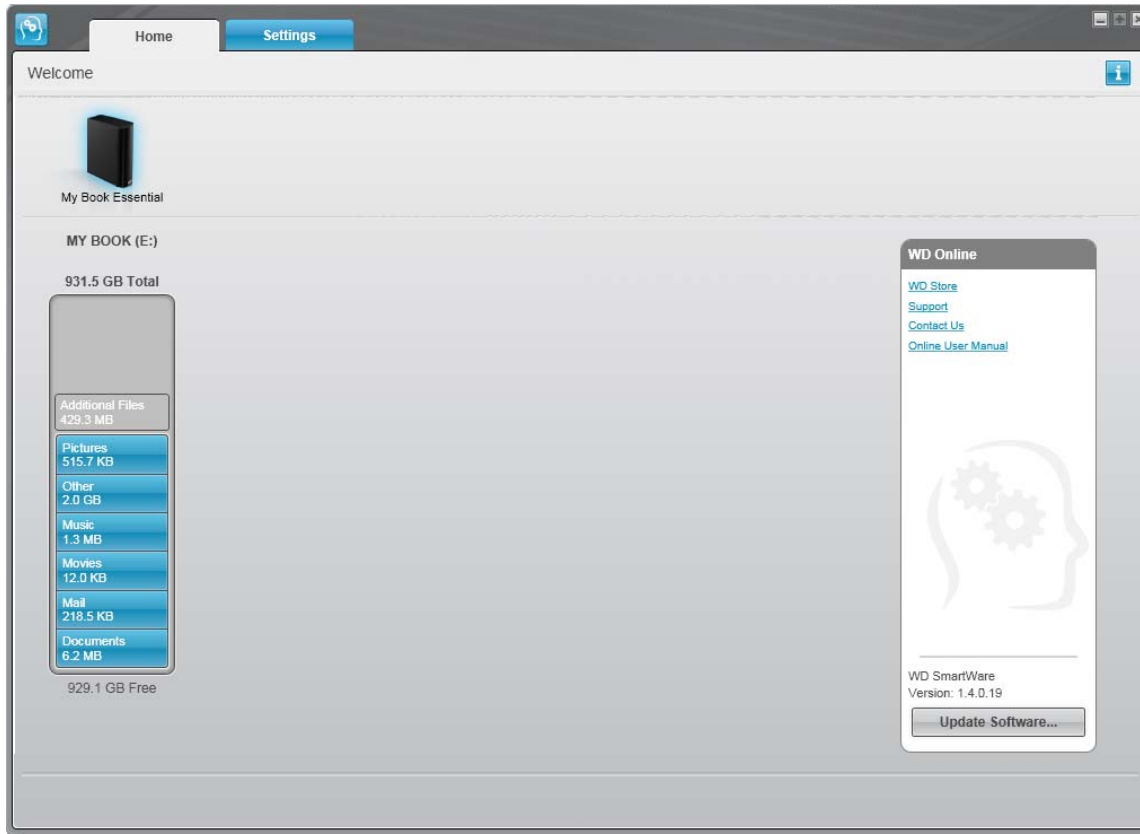 Home
Settings
Welcome
i
My Book Essential
MY BOOK (E:)
931.5 GB Total
Additional Files
429.3 MB
Pictures
515.7 KB
Other
2.0 GB
Music
1.3 MB
Movies
12.0 KB
Mail
218.5 KB
Documents
6.2 MB
929.1 GB Free
WD Online
WD Store
Support
Contact Us
Online User Manual
WD SmartWare
Version: 1.4.0.19
Update Software...